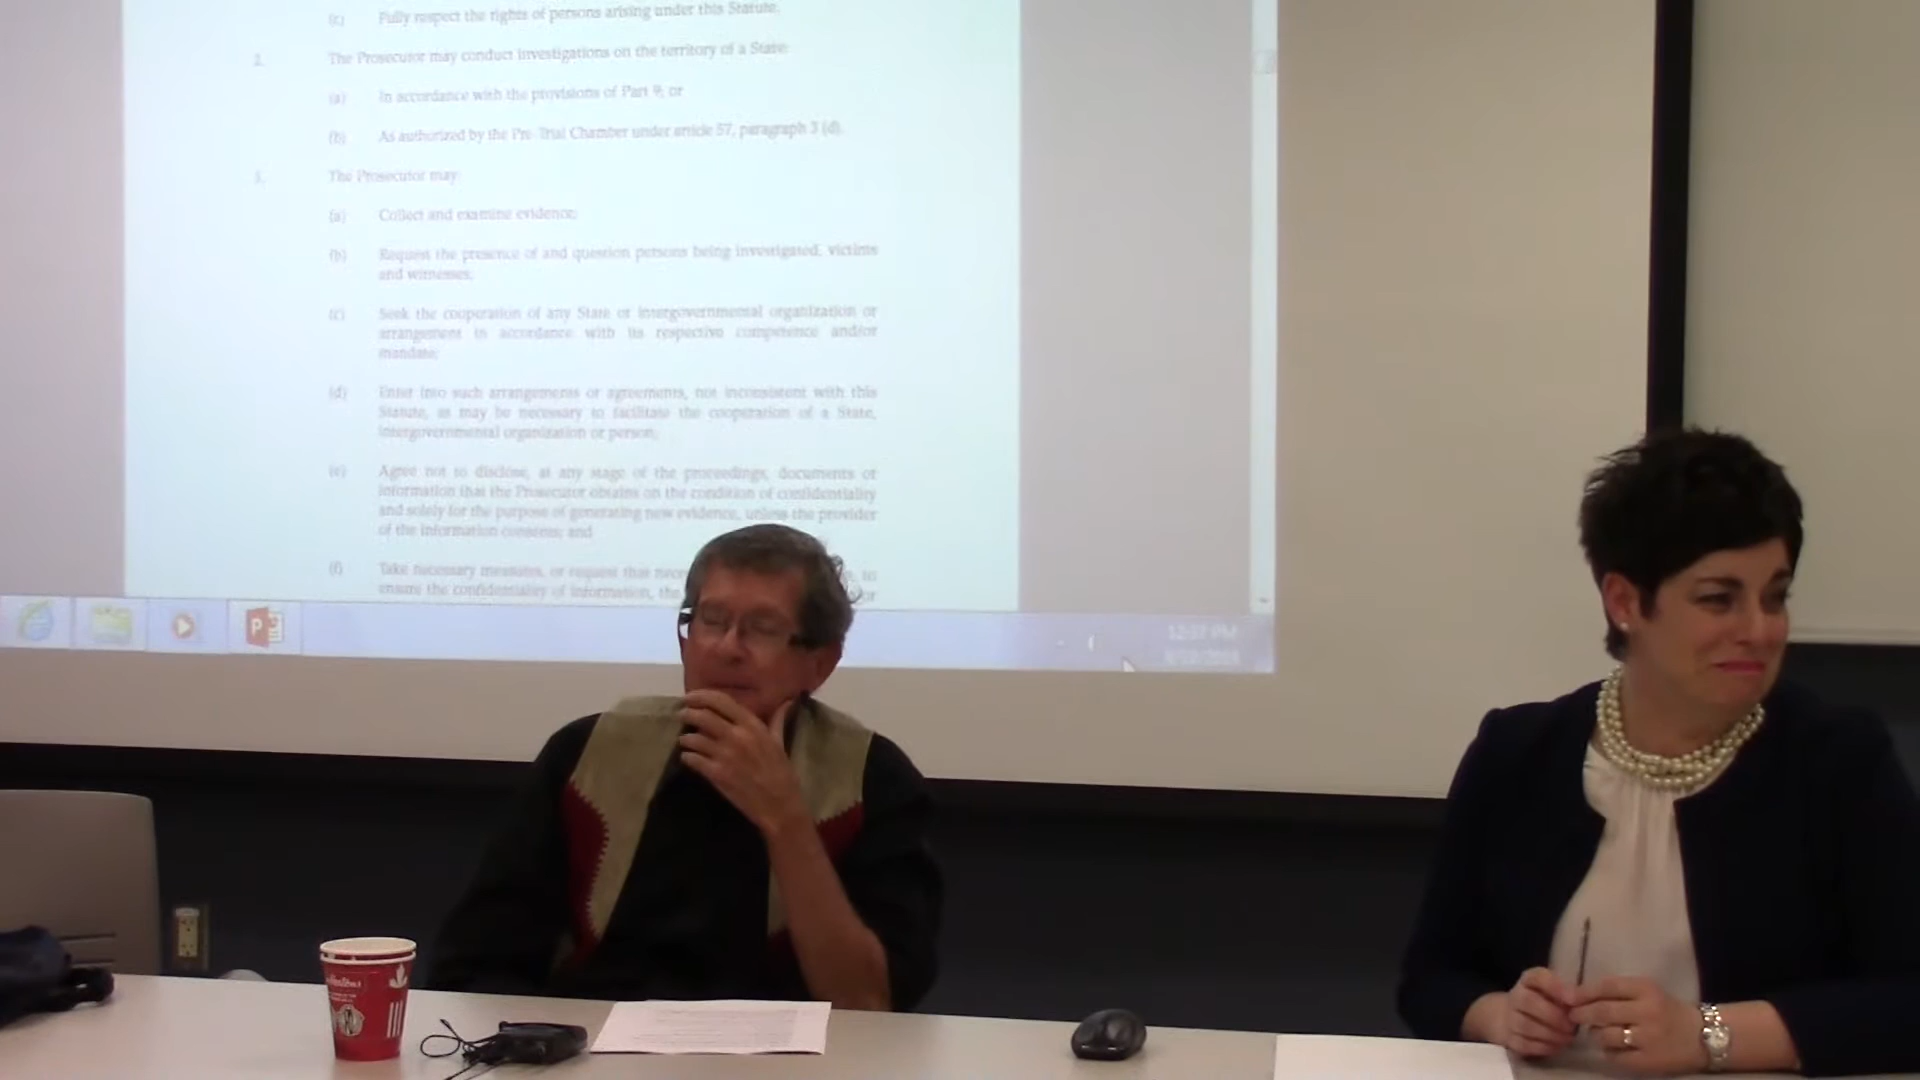 (c) Fully respect the rights of persons arising under this Statute.
2. The Prosecutor may conduct investigations on the territory of a State:
(a) In accordance with the provisions of Part 9; or
(b) As authorized by the Pre-Trial Chamber under article 57, paragraph 3 (d).
3. The Prosecutor may:
(a) Collect and examine evidence;
(b) Request the presence of and question persons being investigated, victims
and witnesses;
(c) Seek the cooperation of any State or intergovernmental organization or
arrangement in accordance with its respective competence and/or
mandate;
(d) Enter into such arrangements or agreements, not inconsistent with this
Statute, as may be necessary to facilitate the cooperation of a State,
intergovernmental organization or person;
(e) Agree not to disclose, at any stage of the proceedings, documents or
information that the Prosecutor obtains on the condition of confidentiality
and solely for the purpose of generating new evidence, unless the provider
of the information consents; and
(f) Take necessary measures, or request that nece to
ensure the confidentiality of information, the or
12:57 PM